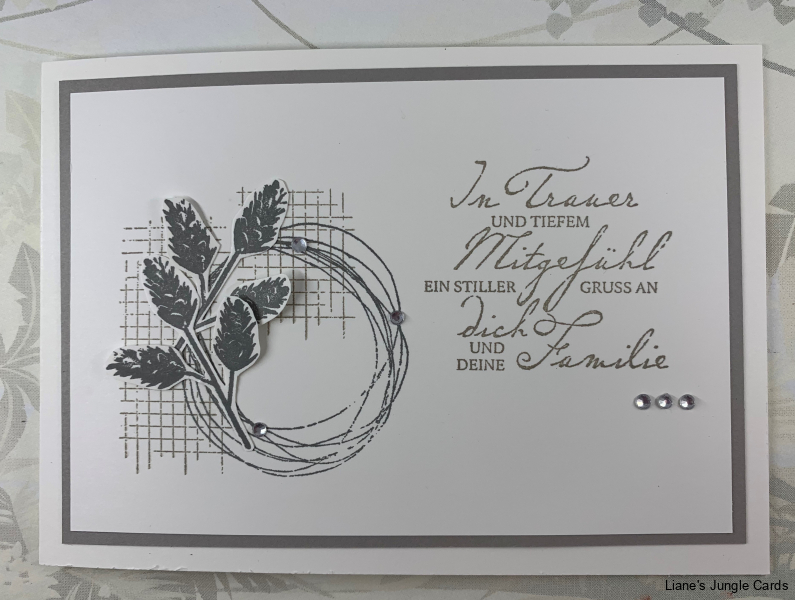 In Trauer
UND TIEFEM
Mitgefühl
EIN STILLER GRUSS AN
dich
UND
DEINE Familie
Liane's Jungle Cards